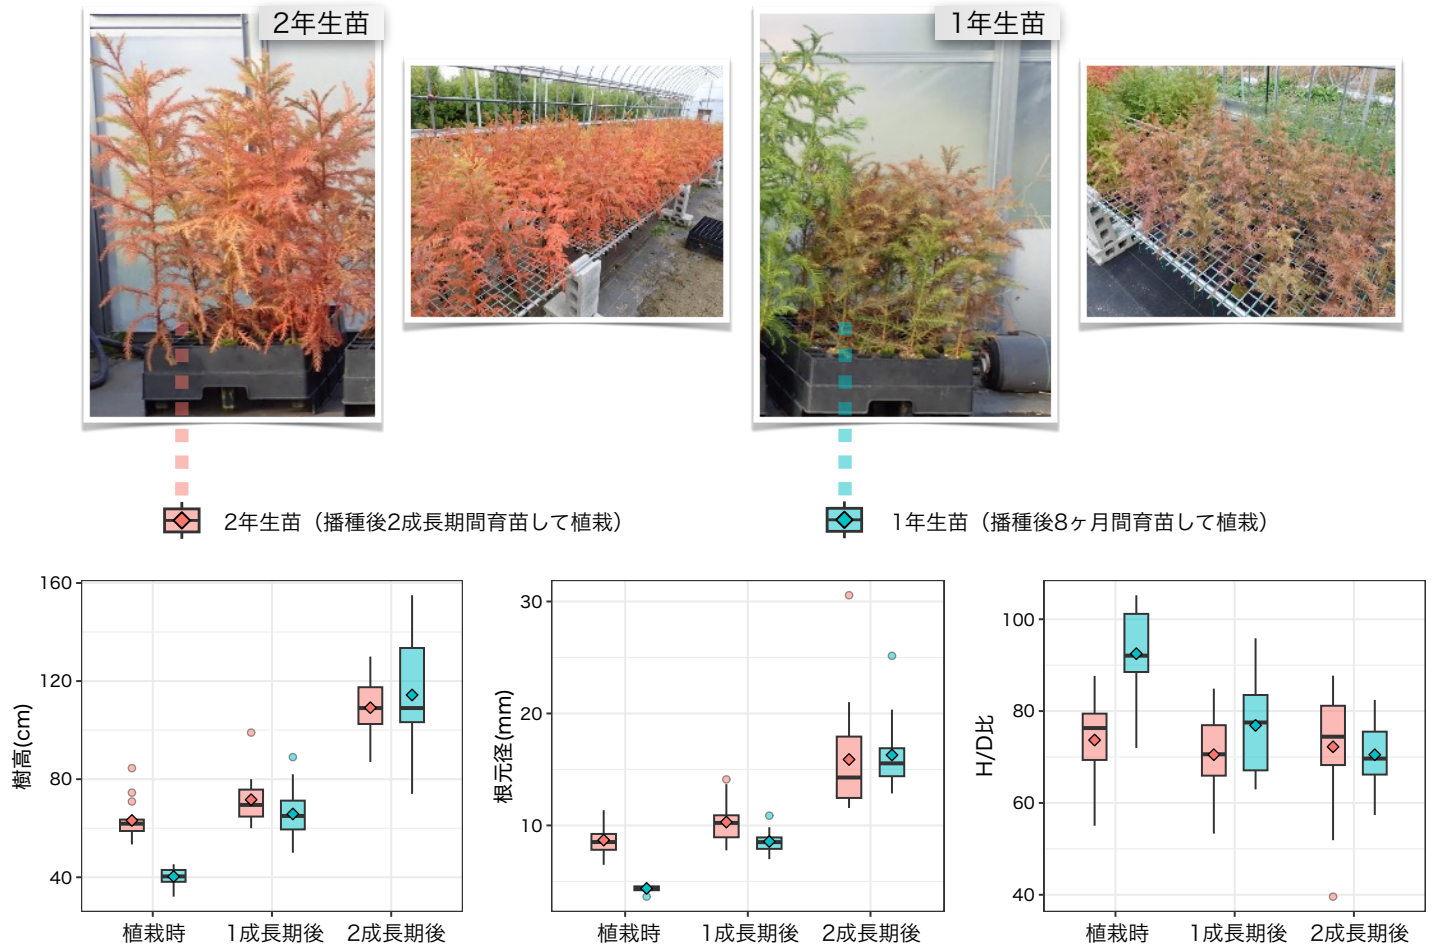 2年生苗
1年生苗
2年生苗（播種後2成長期間育苗して植栽）
1年生苗（播種後8ヶ月間育苗して植栽）
樹高(cm)
160
120
80
40
植栽時
1成長期後
2成長期後
根元径(mm)
30
20
10
植栽時
1成長期後
2成長期後
H/D比
100
80
60
40
植栽時
1成長期後
2成長期後